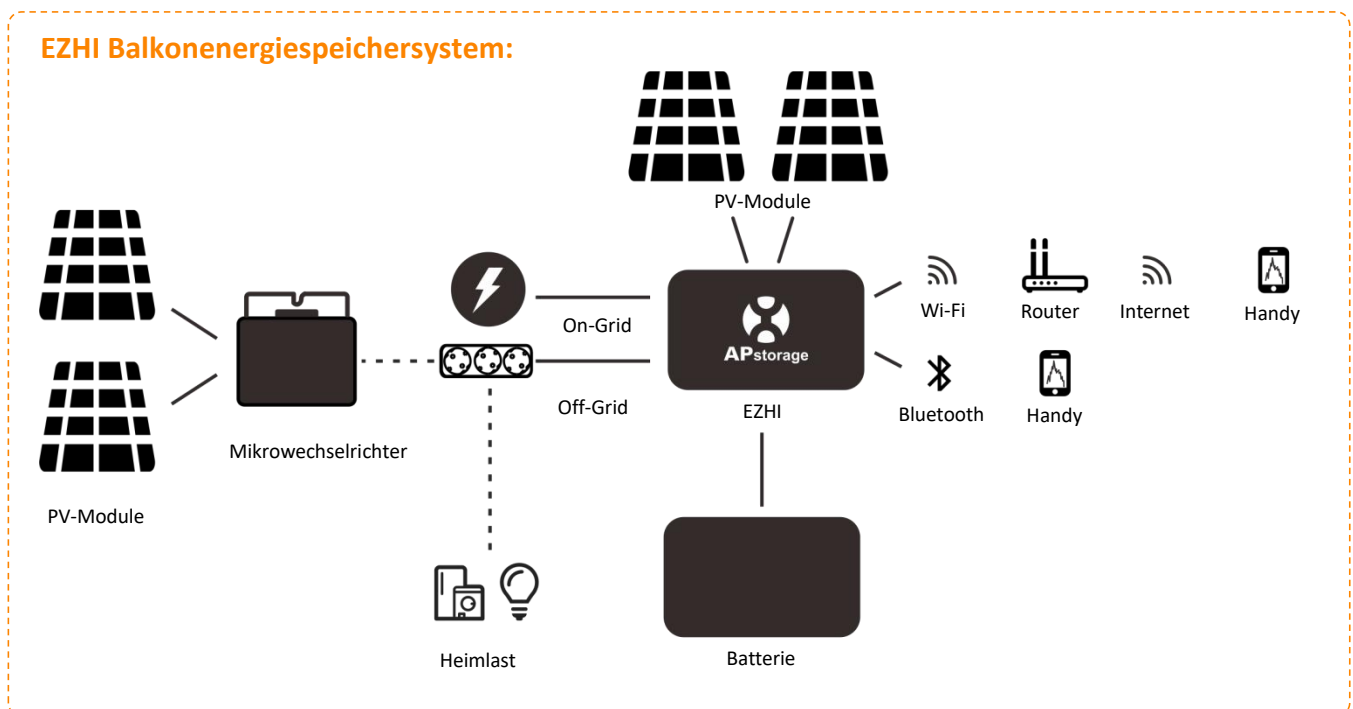 EZHI Balkonenergiespeichersystem:
PV-Module
On-Grid
Off-Grid
APstorage
EZHI
Wi-Fi
Router
Internet
Handy
Bluetooth
Handy
Mikrowechselrichter
PV-Module
Heimlast
Batterie